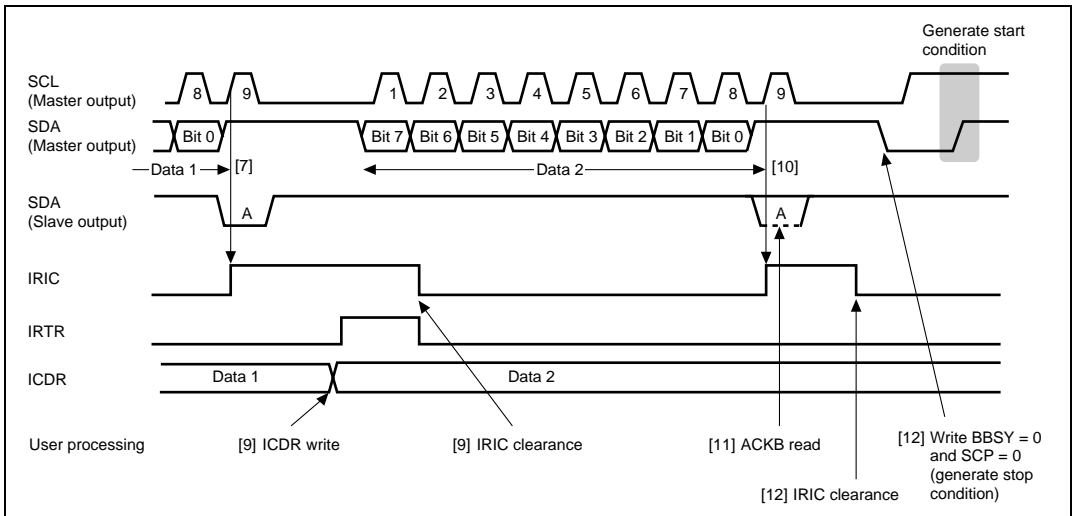 Generate start
condition
SCL
(Master output)
8 9 1 2 3 4 5 6 7 8 9
SDA
(Master output)
Bit 0 Bit 7 Bit 6 Bit 5 Bit 4 Bit 3 Bit 2 Bit 1 Bit 0
Data 1 [7] Data 2 [10]
SDA
(Slave output)
A A
IRIC
IRTR
ICDR
Data 1 Data 2
User processing
[9] ICDR write
[9] IRIC clearance
[11] ACKB read
[12] IRIC clearance
[12] Write BBSY = 0
and SCP = 0
(generate stop
condition)